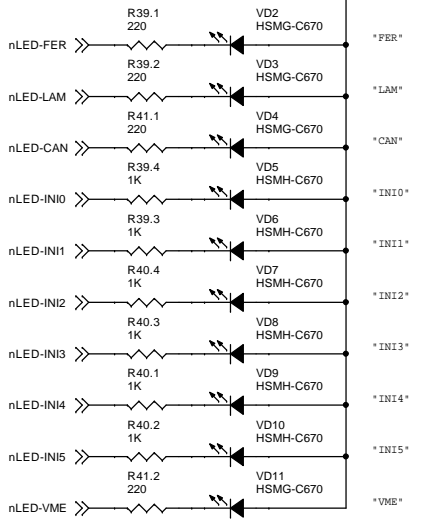 R39.1 VD2
220 HSMG-C670
nLED-FER "FER"
R39.2 VD3
220 HSMG-C670
nLED-LAM "LAM"
R41.1 VD4
220 HSMG-C670
nLED-CAN "CAN"
R39.4 VD5
1K HSMH-C670
nLED-INI0 "INI0"
R39.3 VD6
1K HSMH-C670
nLED-INI1 "INI1"
R40.4 VD7
1K HSMH-C670
nLED-INI2 "INI2"
R40.3 VD8
1K HSMH-C670
nLED-INI3 "INI3"
R40.1 VD9
1K HSMH-C670
nLED-INI4 "INI4"
R40.2 VD10
1K HSMH-C670
nLED-INI5 "INI5"
R41.2 VD11
220 HSMG-C670
nLED-VME "VME"